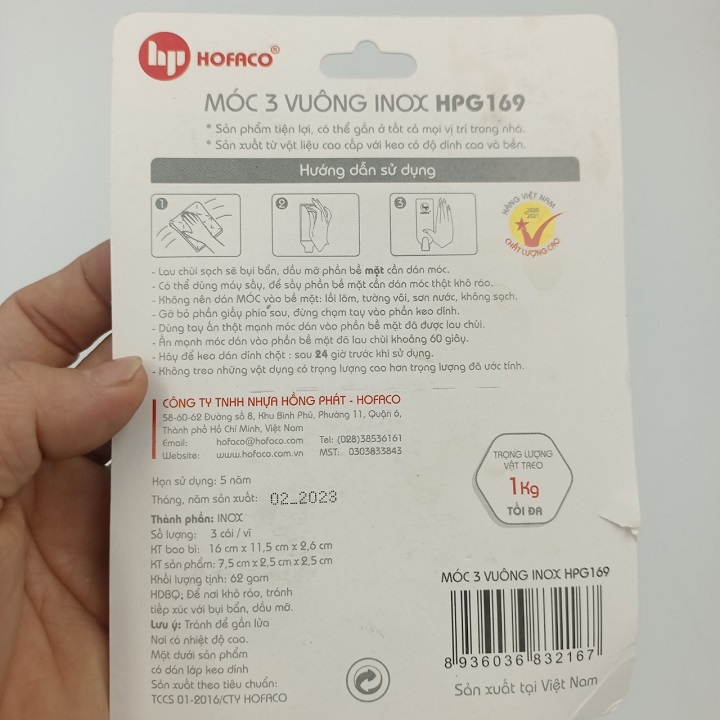 hp HOFACO®
MÓC 3 VUÔNG INOX HPG169
* Sản phẩm tiện lợi, có thể gắn ở tất cả mọi vị trí trong nhà.
* Sản xuất từ vật liệu cao cấp với keo có độ dính cao và bền.
Hướng dẫn sử dụng
1
2
3
HÀNG VIỆT NAM
2020
2021
CHẤT LƯỢNG CAO
- Lau chùi sạch sẽ bụi bẩn, dầu mỡ phần bề mặt cần dán móc.
- Có thể dùng máy sấy, để sấy phần bề mặt cần dán móc thật khô ráo.
- Không nên dán MÓC vào bề mặt: lồi lõm, tường vôi, sơn nước, không sạch.
- Gỡ bỏ phần giấy phía sau, đừng chạm tay vào phần keo dính.
- Dùng tay ấn thật mạnh móc dán vào phần bề mặt đã được lau chùi.
- Ấn mạnh móc dán vào phần bề mặt đã lau chùi khoảng 60 giây.
- Hãy để keo dán dính chặt : sau 24 giờ trước khi sử dụng.
- Không treo những vật dụng có trọng lượng cao hơn trọng lượng đã ước tính.
CÔNG TY TNHH NHỰA HỒNG PHÁT - HOFACO
58-60-62 Đường số 8, Khu Bình Phú, Phường 11, Quận 6,
Thành phố Hồ Chí Minh, Việt Nam
Email: hofaco@hofaco.com Tel: (028)38536161
Website: www.hofaco.com.vn MST: 0303833843
Hạn sử dụng: 5 năm
Tháng, năm sản xuất: 02_2023
Thành phần: INOX
Số lượng: 3 cái / vỉ
KT bao bì: 16 cm x 11,5 cm x 2,6 cm
KT sản phẩm: 7,5 cm x 2,5 cm x 2,5 cm
Khối lượng tịnh: 62 gam
HDBQ: Để nơi khô ráo, tránh
tiếp xúc với bụi bẩn, dầu mỡ.
Lưu ý: Tránh để gần lửa
Nơi có nhiệt độ cao.
Mặt dưới sản phẩm
có dán lớp keo dính
Sản xuất theo tiêu chuẩn:
TCCS 01-2016/CTY HOFACO
TRỌNG LƯỢNG
VẬT TREO
1Kg
TỐI ĐA
MÓC 3 VUÔNG INOX HPG169
8 936036 832167
Sản xuất tại Việt Nam